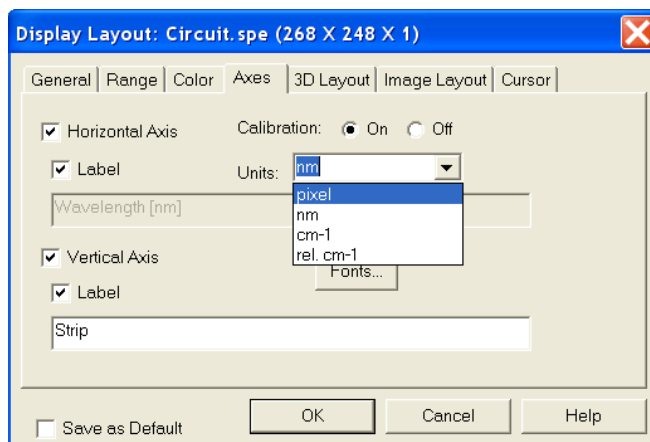 Display Layout: Circuit.spe (268 X 248 X 1)
General Range Color Axes 3D Layout Image Layout Cursor
Horizontal Axis
Calibration: On Off
Label
Units: nm
pixel
nm
cm-1
rel. cm-1
Wavelength [nm]
Vertical Axis
Fonts...
Label
Strip
Save as Default
OK Cancel Help